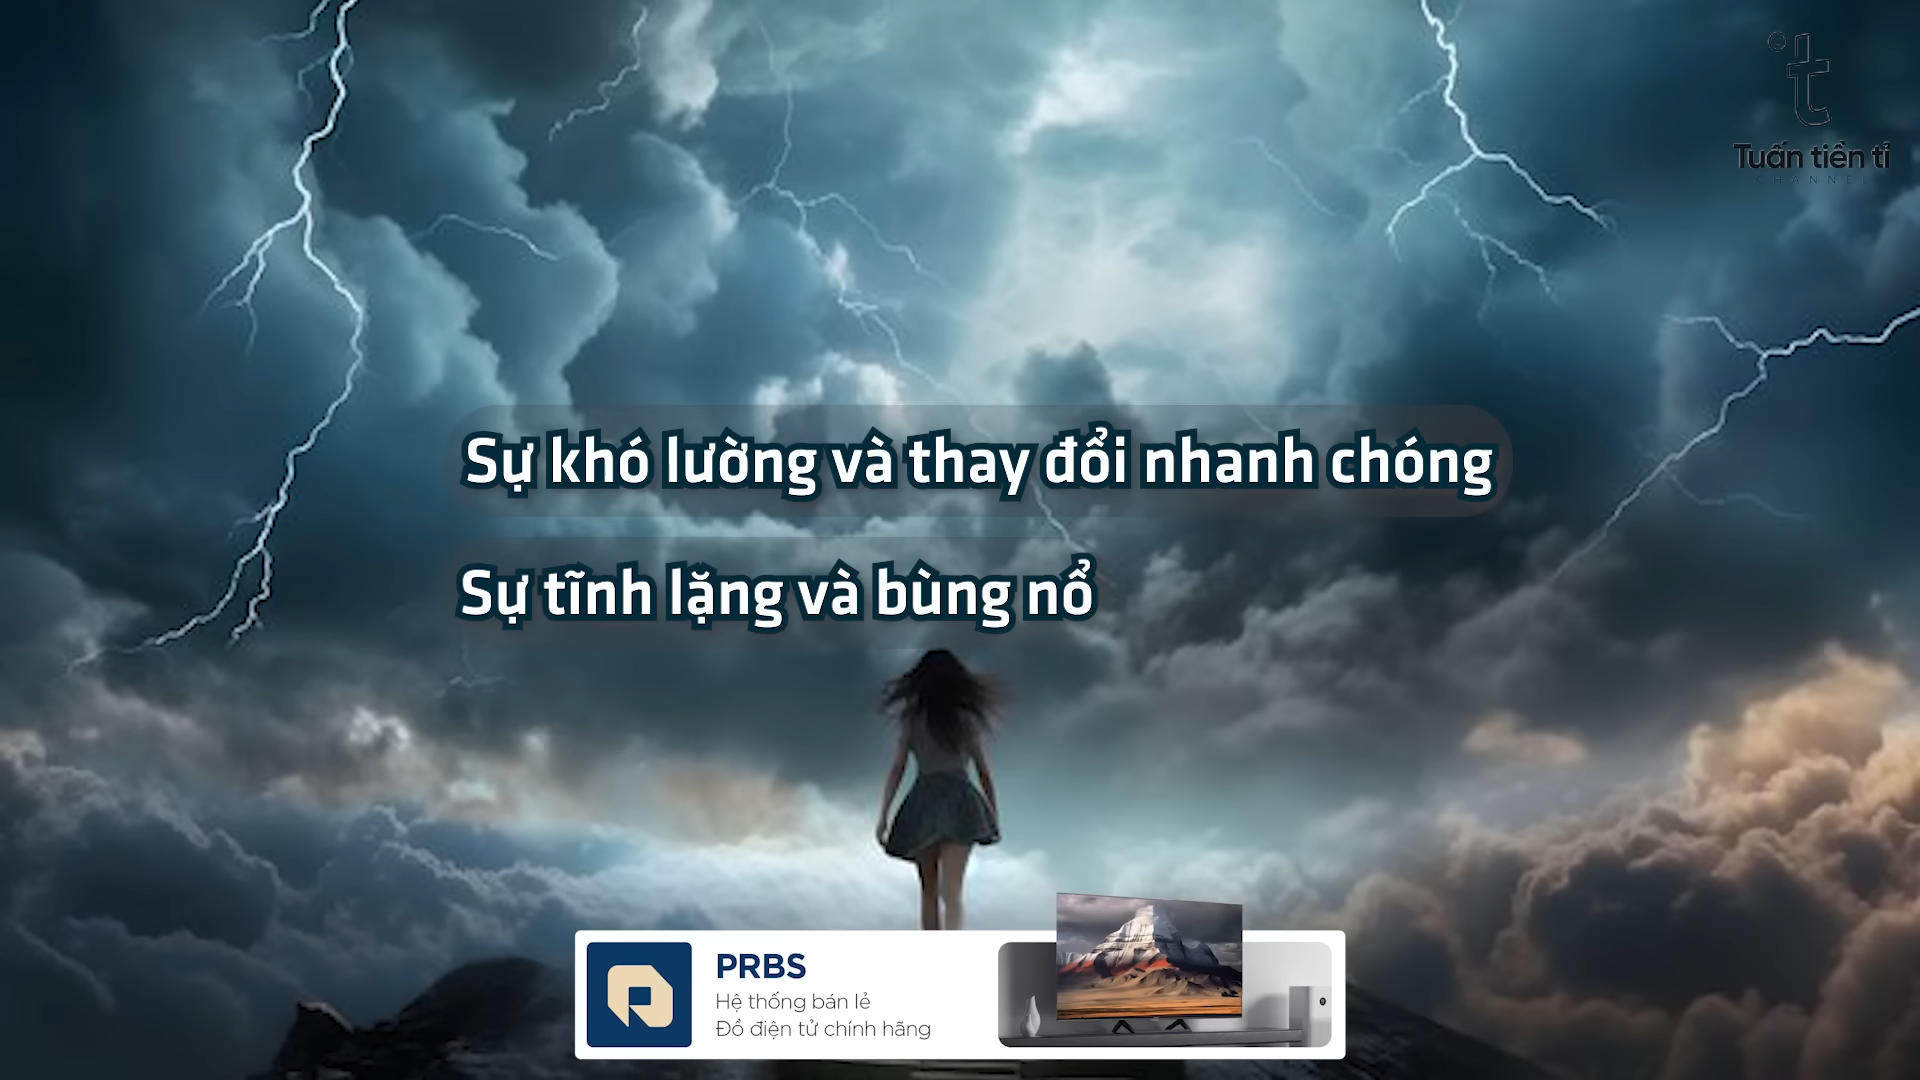 Tuấn tiền tỉ
CHANNEL
Sự khó lường và thay đổi nhanh chóng
Sự tĩnh lặng và bùng nổ
PRBS
Hệ thống bán lẻ
Đồ điện tử chính hãng